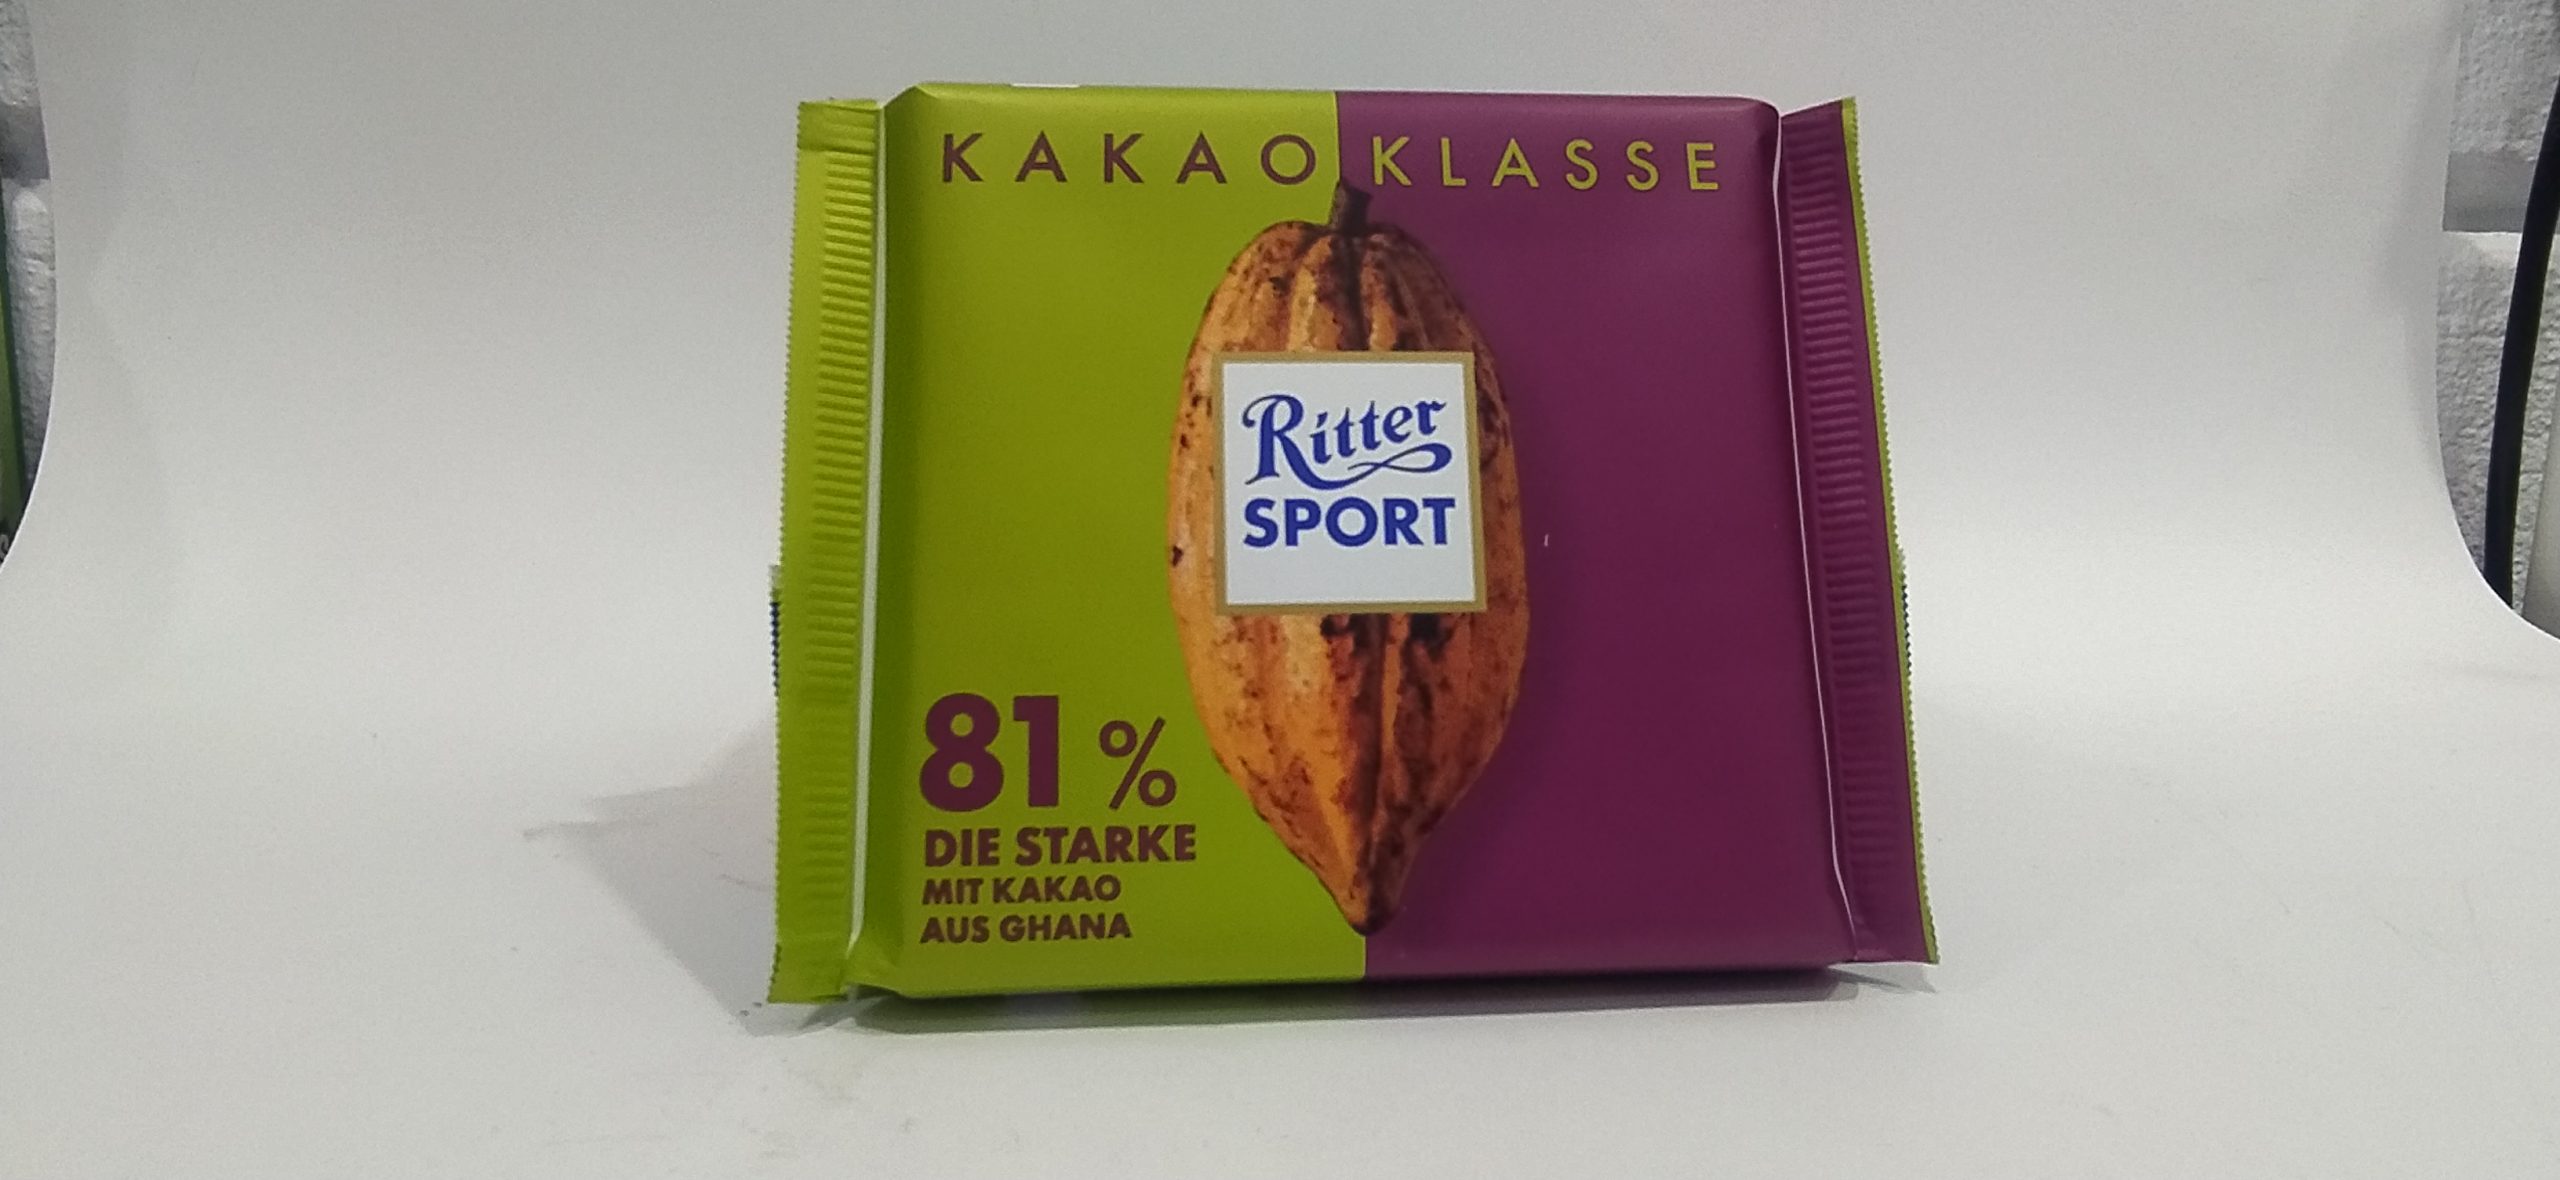 KAKAO KLASSE
Ritter
SPORT
81 %
DIE STARKE
MIT KAKAO
AUS GHANA